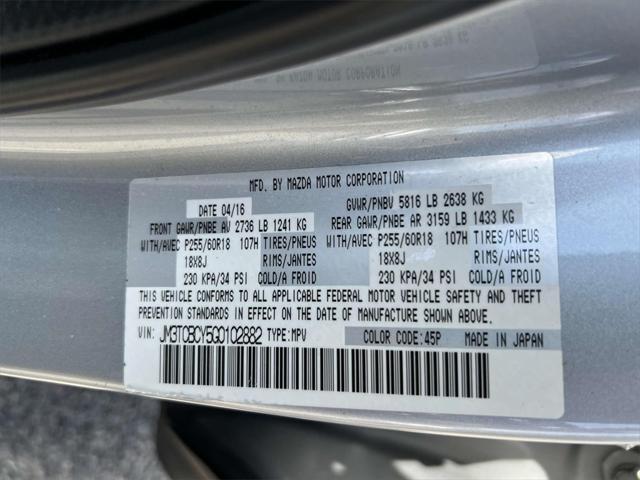 MFD. BY MAZDA MOTOR CORPORATION
DATE 04/16 GVWR/PNBV 5816 LB 2638 KG
FRONT GAWR/PNBE AV 2736 LB 1241 KG REAR GAWR/PNBE AR 3159 LB 1433 KG
WITH/AVEC P255/60R18 107H TIRES/PNEUS WITH/AVEC P255/60R18 107H TIRES/PNEUS
18X8J RIMS/JANTES 18X8J RIMS/JANTES
230 KPA/34 PSI COLD/A FROID 230 KPA/34 PSI COLD/A FROID
THIS VEHICLE CONFORMS TO ALL APPLICABLE FEDERAL MOTOR VEHICLE SAFETY AND THEFT
PREVENTION STANDARDS IN EFFECT ON THE DATE OF MANUFACTURE SHOWN ABOVE.
VIN: JM3TCBCY5G0102882 TYPE:MPV COLOR CODE:45P MADE IN JAPAN